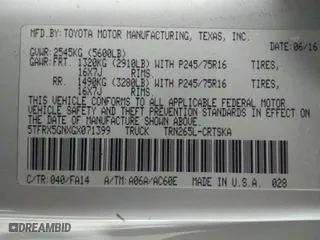 MFD.BY: TOYOTA MOTOR MANUFACTURING, TEXAS, INC. 06/16
GVWR: 2545KG (5600LB)
GAWR: FRT. 1320KG (2910LB) WITH P245/75R16 TIRES,
16X7J RIMS.
RR. 1490KG (3280LB) WITH P245/75R16 TIRES,
16X7J RIMS.
THIS VEHICLE CONFORMS TO ALL APPLICABLE FEDERAL MOTOR
VEHICLE SAFETY AND THEFT PREVENTION STANDARDS IN EFFECT ON
THE DATE OF MANUFACTURE SHOWN ABOVE.
5TFRX5GNXGX071399 TRUCK TRN265L-CRTSKA
C/TR: 040/FA14 A/TM: A06A/AC60E MADE IN U.S.A. 028